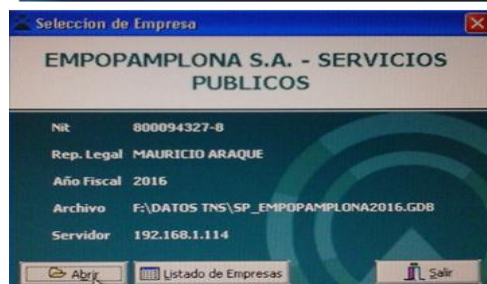 Seleccion de Empresa
EMPOPAMPLONA S.A. - SERVICIOS
PUBLICOS
Nit 800094327-8
Rep. Legal MAURICIO ARAQUE
Año Fiscal 2016
Archivo F:\DATOS TNS\SP_EMPOPAMPLONA2016.GDB
Servidor 192.168.1.114
Abrir Listado de Empresas Salir